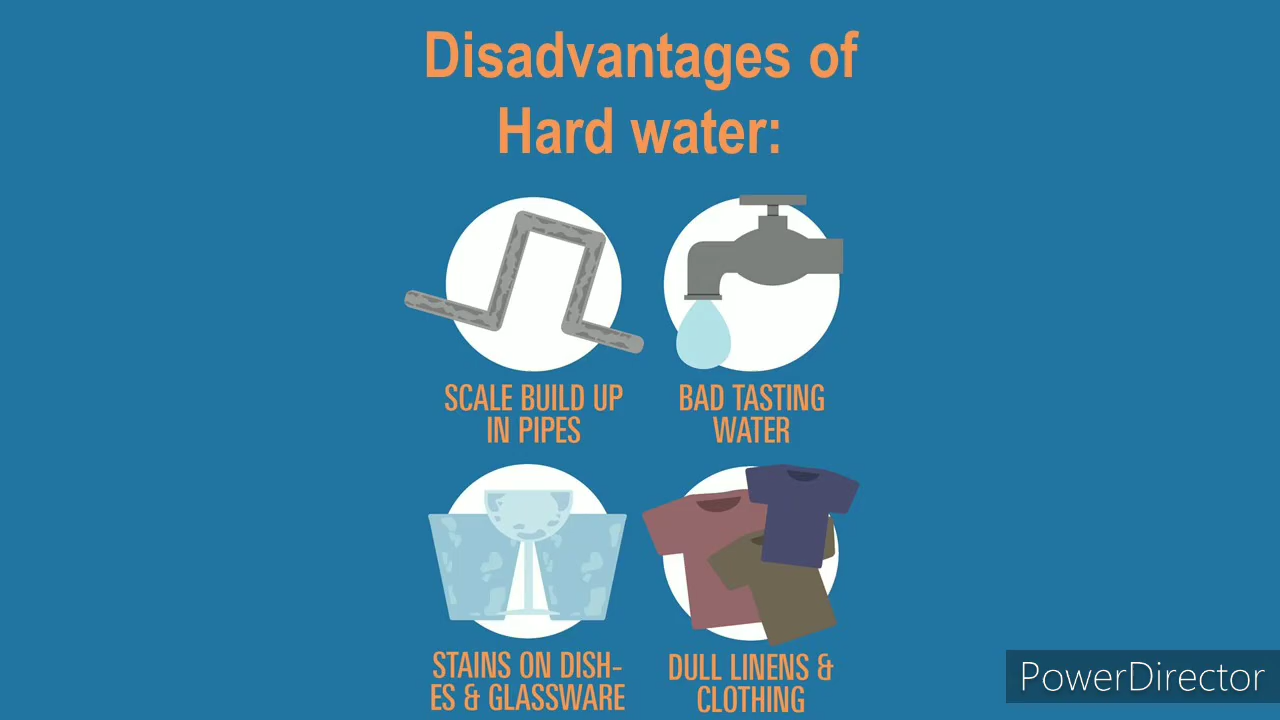 Disadvantages of
Hard water:
SCALE BUILD UP
IN PIPES
BAD TASTING
WATER
STAINS ON DISH-
ES & GLASSWARE
DULL LINENS &
CLOTHING
PowerDirector